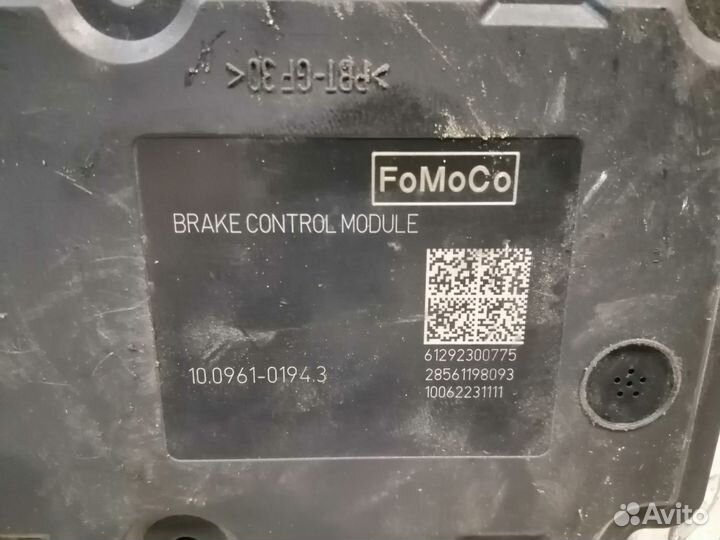 >PBT-GF30<
FoMoCo
BRAKE CONTROL MODULE
61292300775
10.0961-0194.3
28561198093
10062231111
Avito